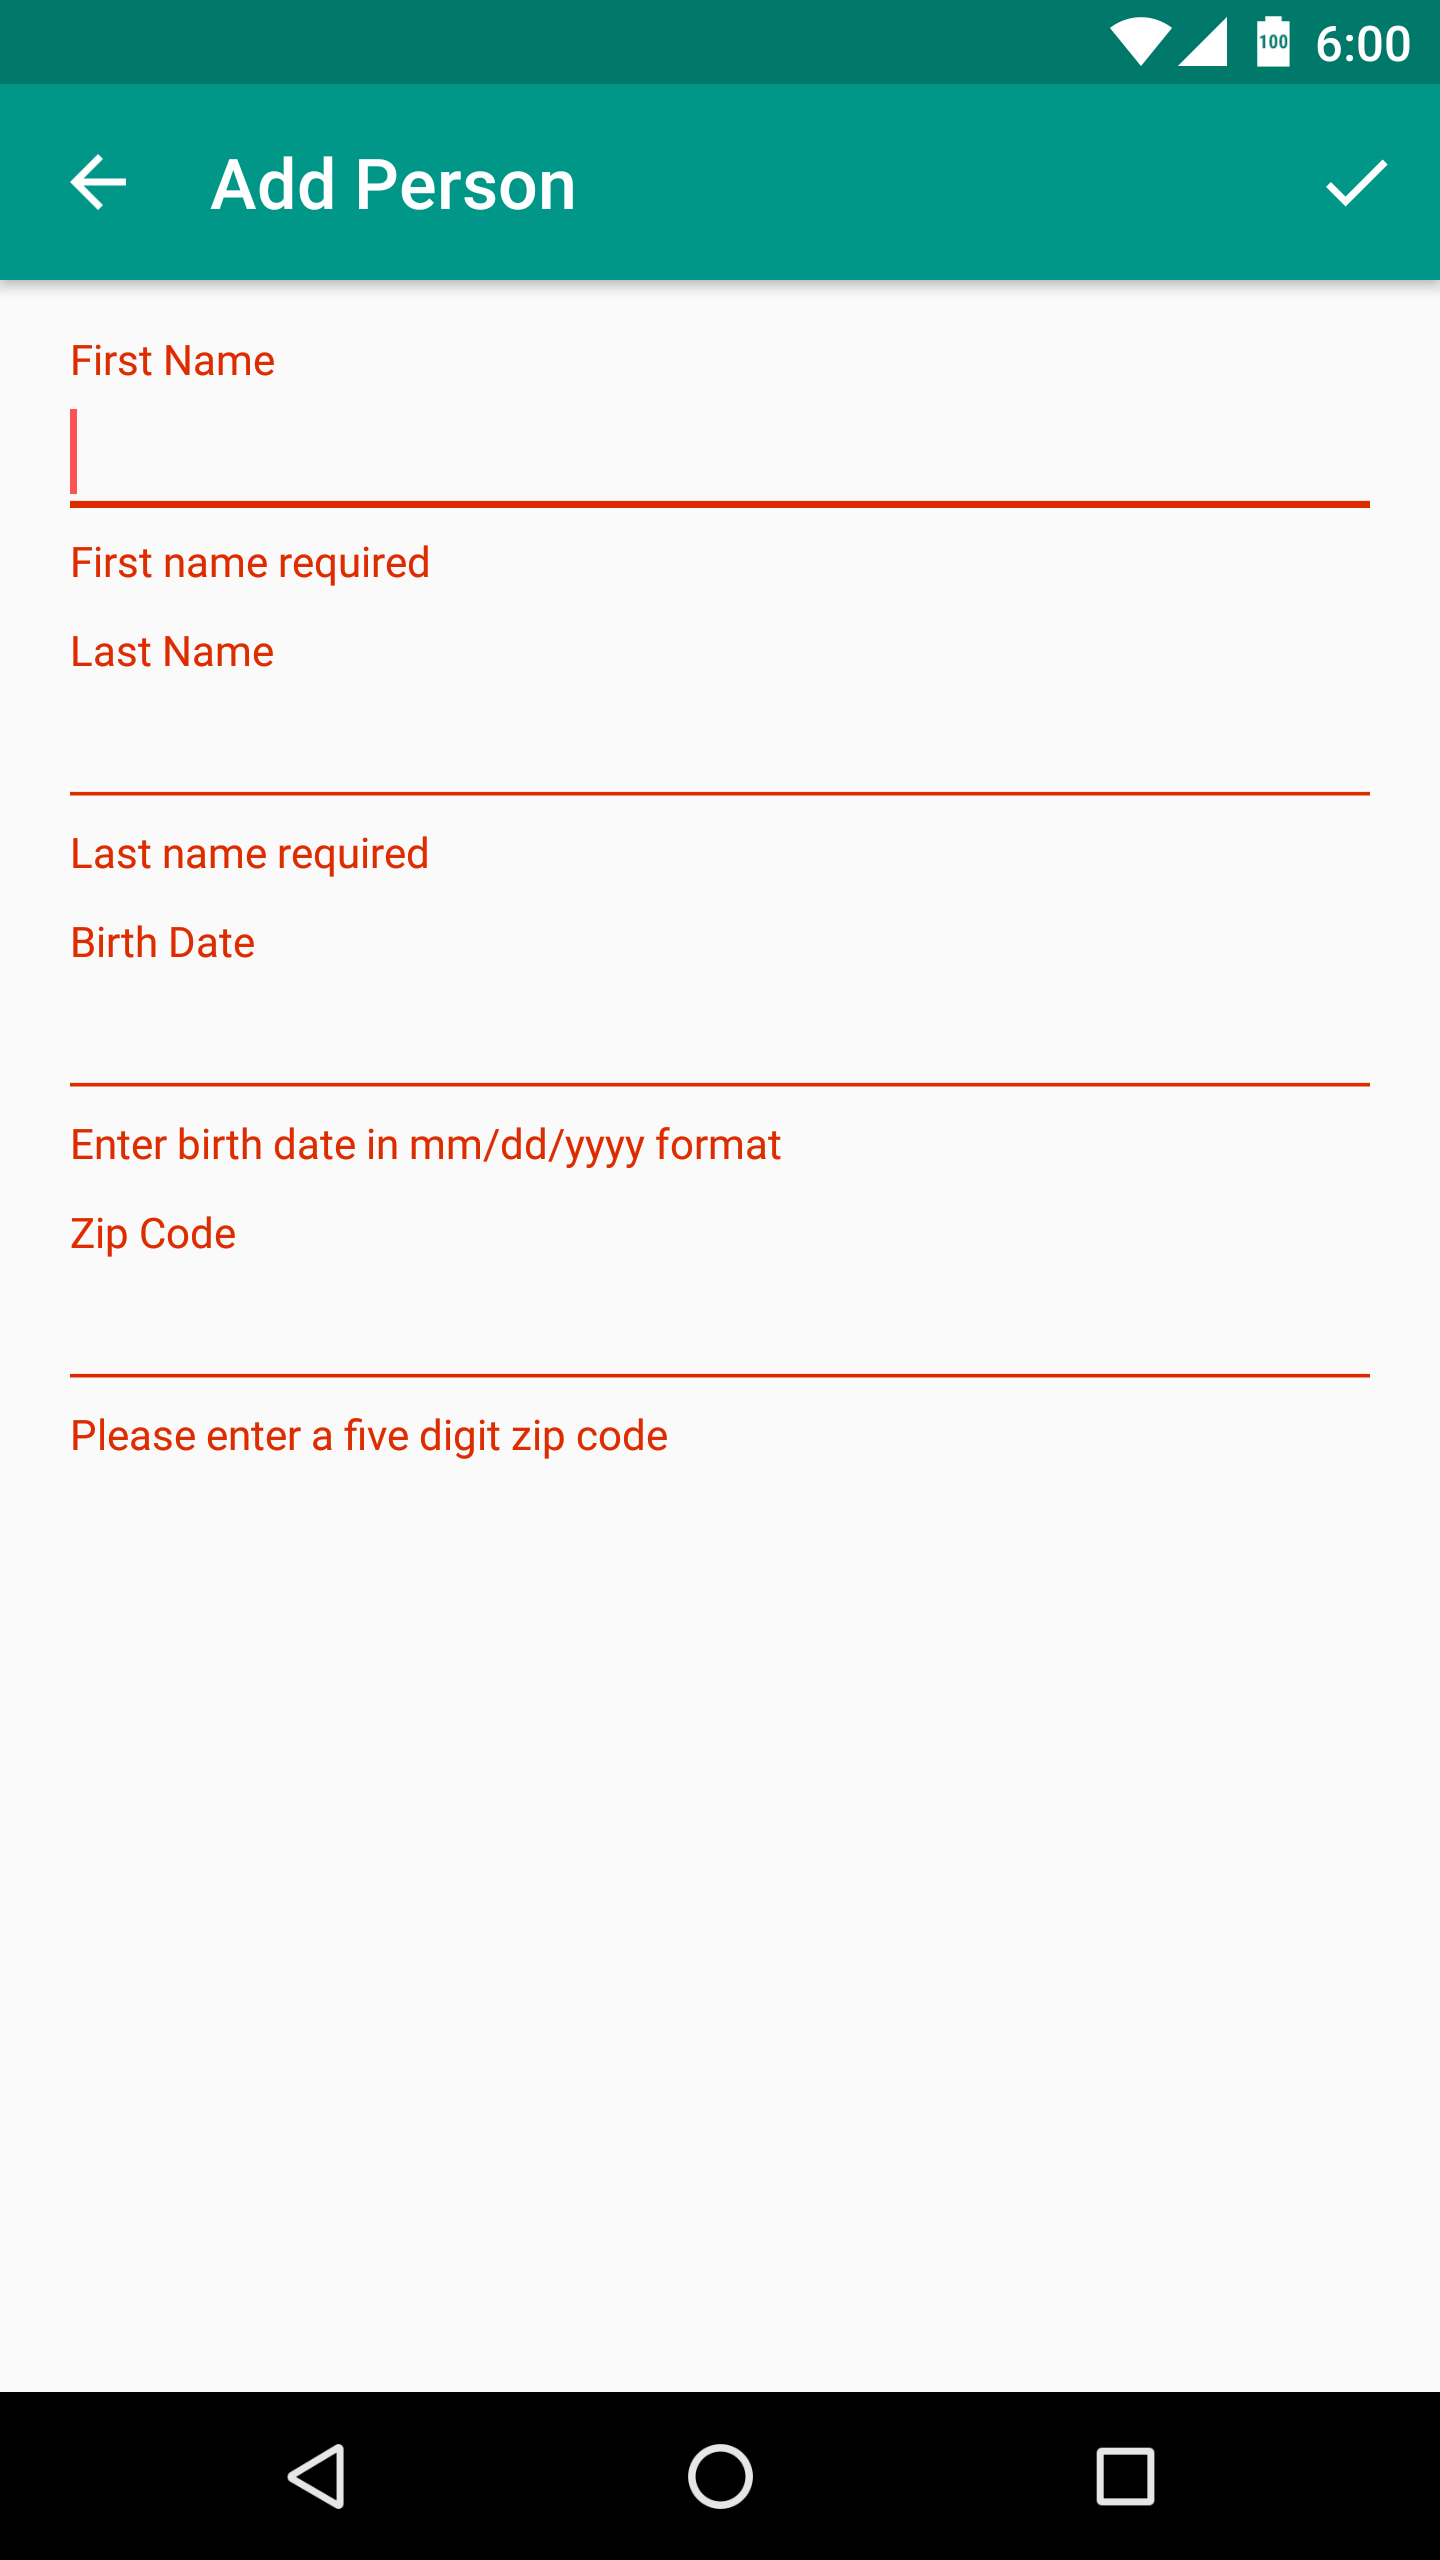 100 6:00
Add Person
First Name
First name required
Last Name
Last name required
Birth Date
Enter birth date in mm/dd/yyyy format
Zip Code
Please enter a five digit zip code